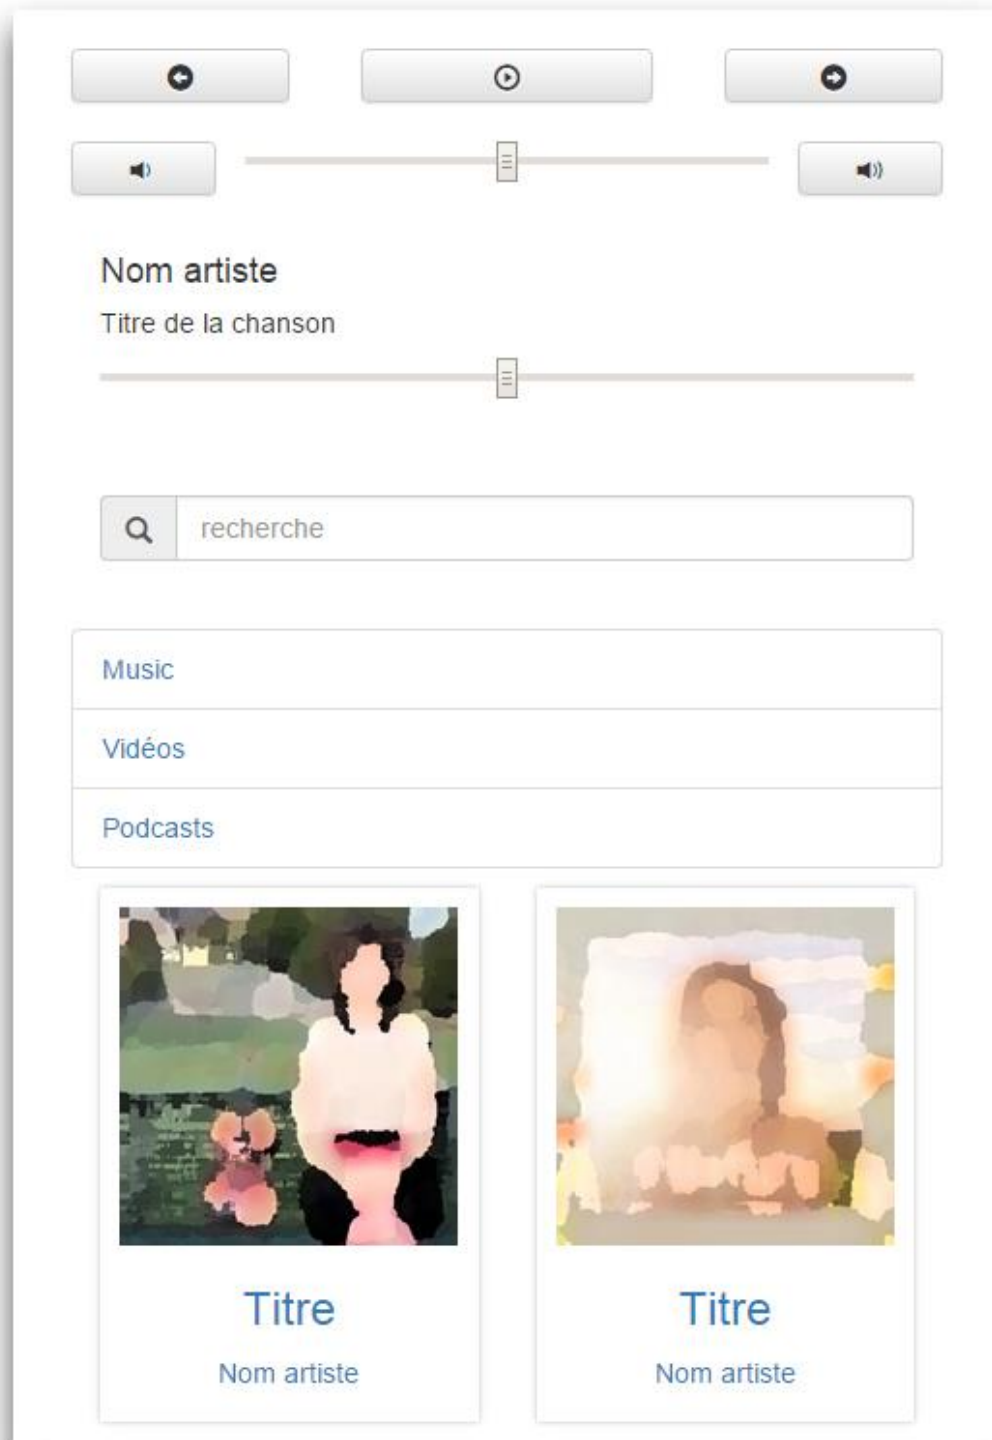 Nom artiste
Titre de la chanson
recherche
Music
Vidéos
Podcasts
Titre
Nom artiste
Titre
Nom artiste